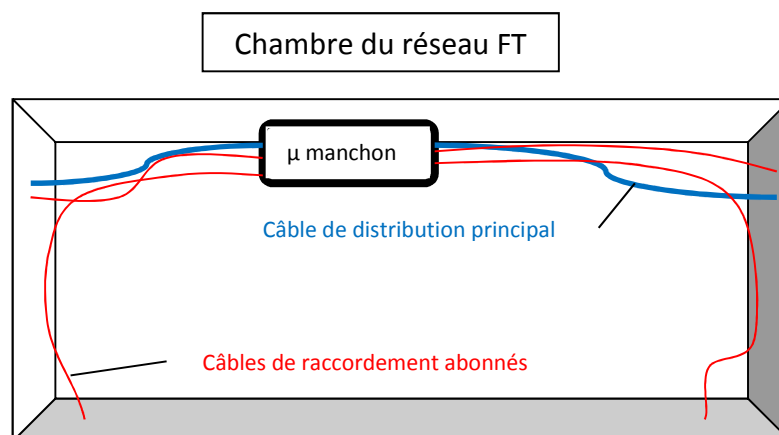 Chambre du réseau FT
µ manchon
Câble de distribution principal
Câbles de raccordement abonnés